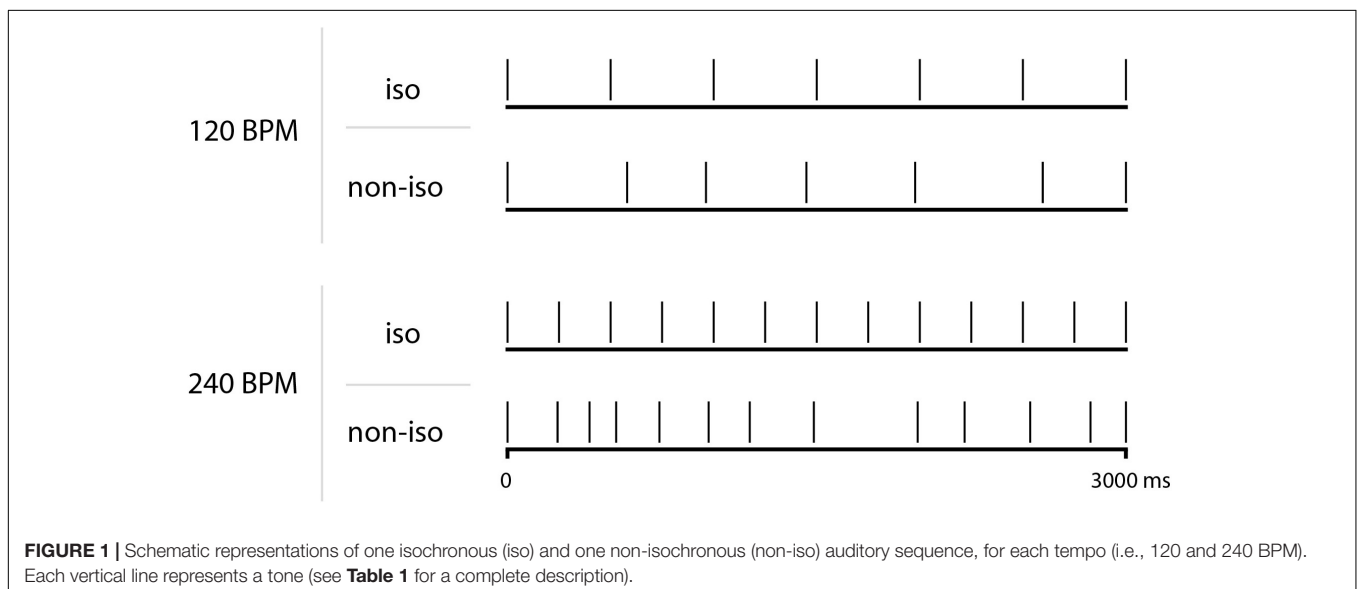 120 BPM
iso
non-iso
240 BPM
iso
non-iso
0
3000 ms
FIGURE 1 | Schematic representations of one isochronous (iso) and one non-isochronous (non-iso) auditory sequence, for each tempo (i.e., 120 and 240 BPM).
Each vertical line represents a tone (see Table 1 for a complete description).